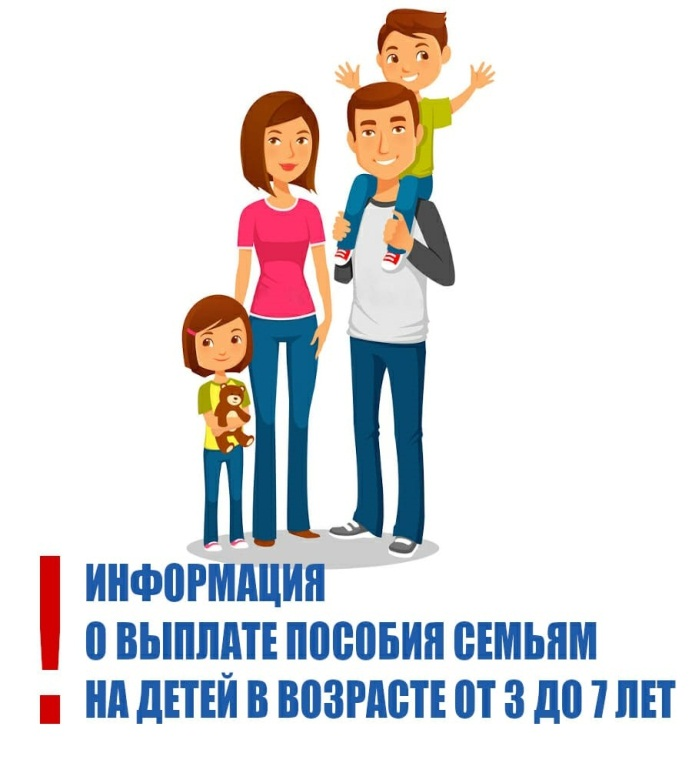 ! ИНФОРМАЦИЯ
О ВЫПЛАТЕ ПОСОБИЯ СЕМЬЯМ
НА ДЕТЕЙ В ВОЗРАСТЕ ОТ 3 ДО 7 ЛЕТ